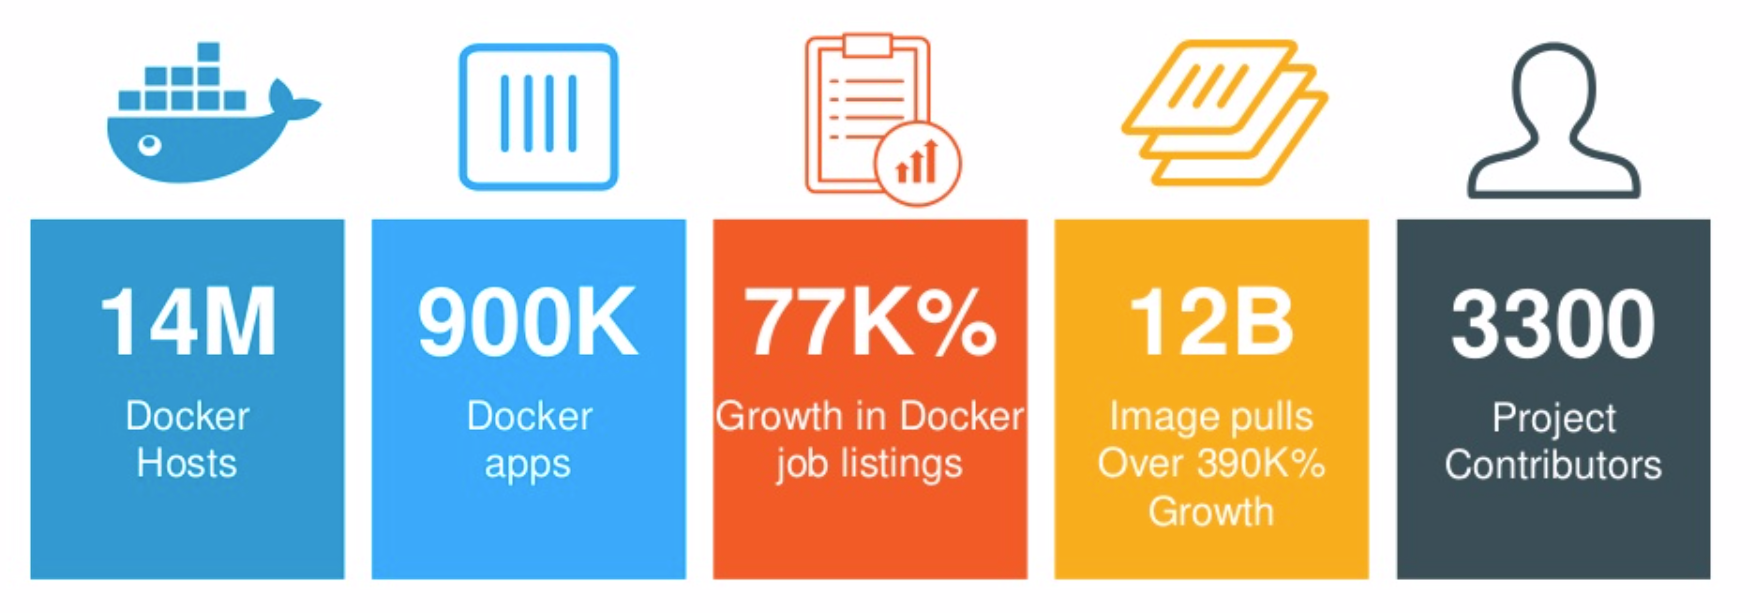 14M
Docker
Hosts
900K
Docker
apps
77K%
Growth in Docker
job listings
12B
Image pulls
Over 390K%
Growth
3300
Project
Contributors